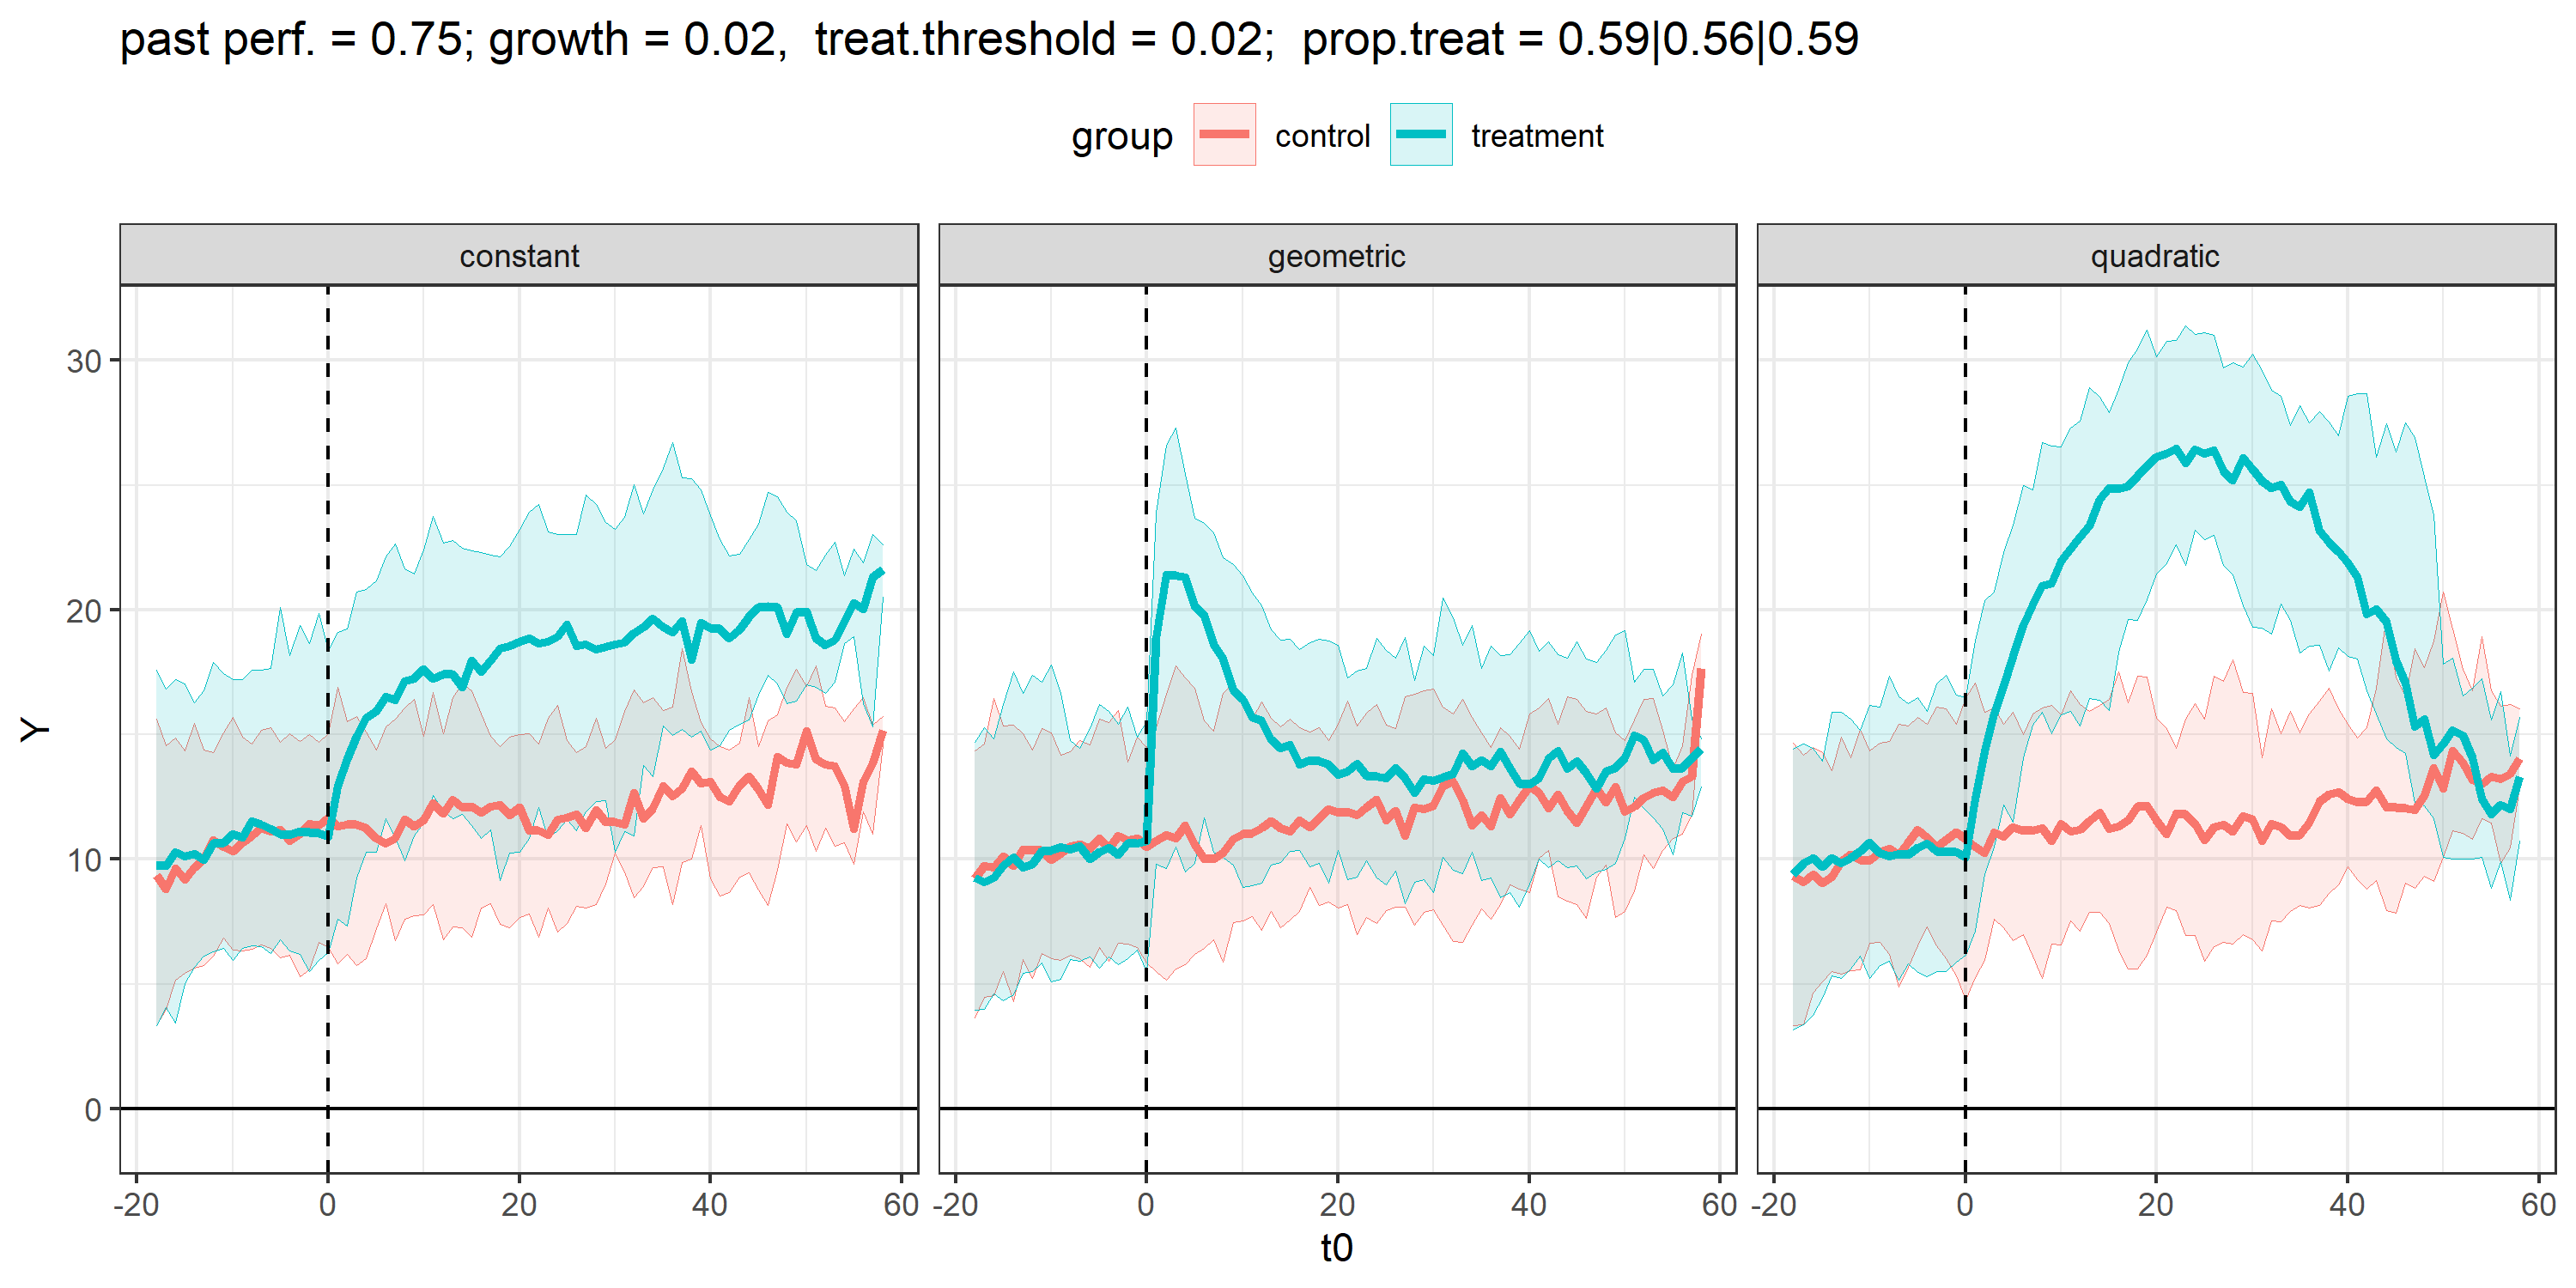 past perf. = 0.75; growth = 0.02,  treat.threshold = 0.02;  prop.treat = 0.59|0.56|0.59
group control treatment
constant geometric quadratic
30
20
10
0
Y
-20 0 20 40 60 -20 0 20 40 60 -20 0 20 40 60
t0